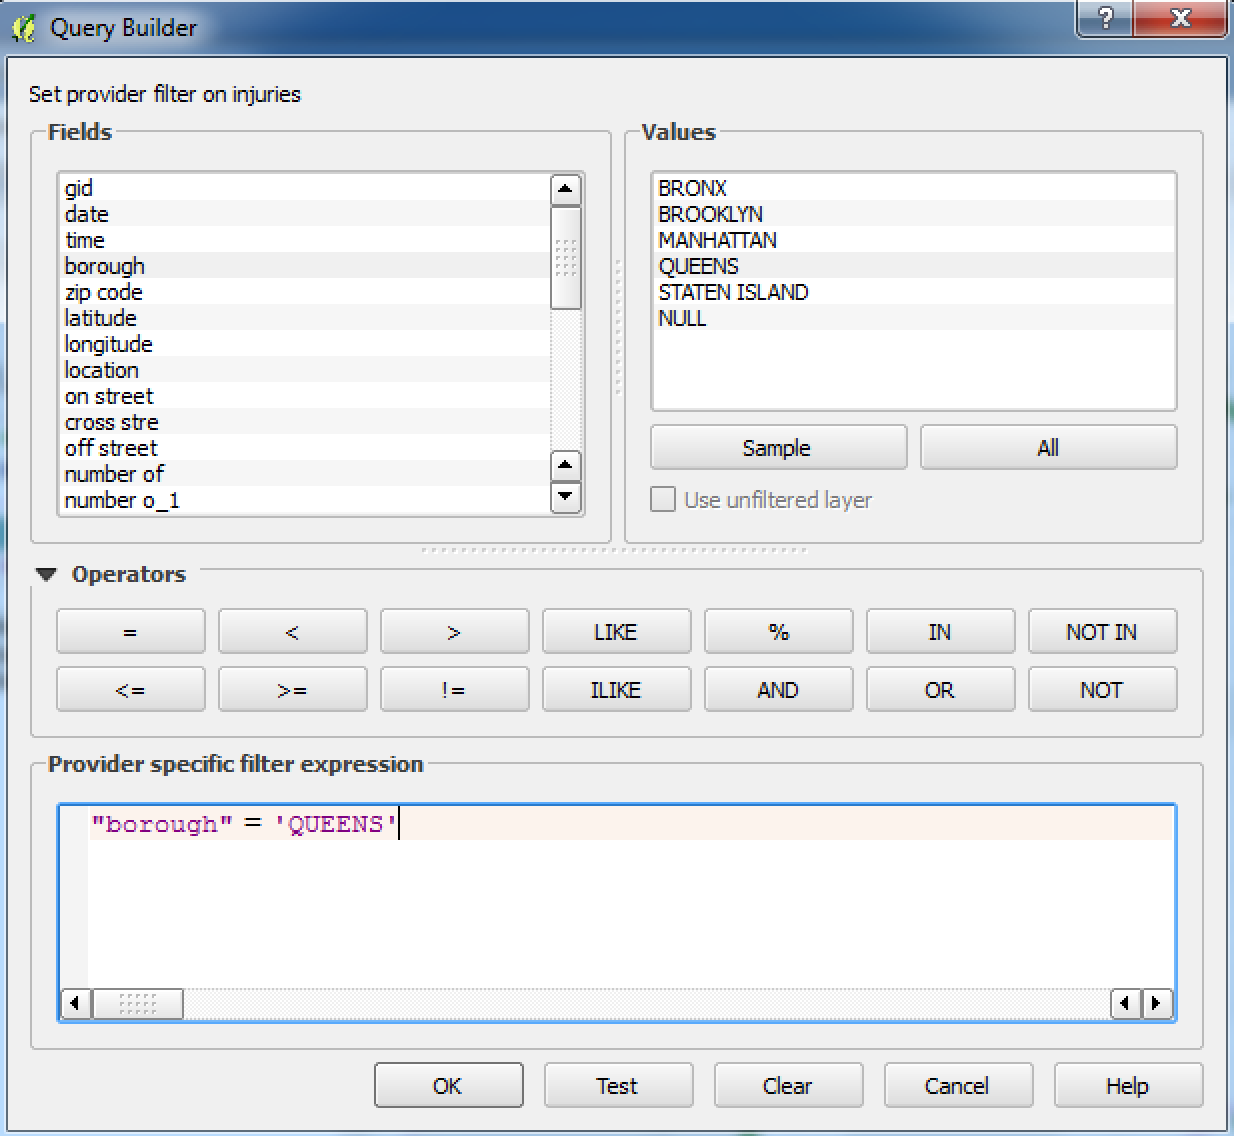 Query Builder
?
X
Set provider filter on injuries
Fields
gid
date
time
borough
zip code
latitude
longitude
location
on street
cross stre
off street
number of
number o_1
Values
BRONX
BROOKLYN
MANHATTAN
QUEENS
STATEN ISLAND
NULL
Sample
All
Use unfiltered layer
Operators
= < > LIKE % IN NOT IN
<= >= != ILIKE AND OR NOT
Provider specific filter expression
"borough" = 'QUEENS'
OK Test Clear Cancel Help